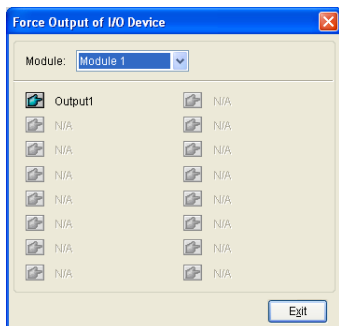 Force Output of I/O Device
Module: Module 1
Output1 N/A
N/A N/A
N/A N/A
N/A N/A
N/A N/A
N/A N/A
N/A N/A
N/A N/A
Exit